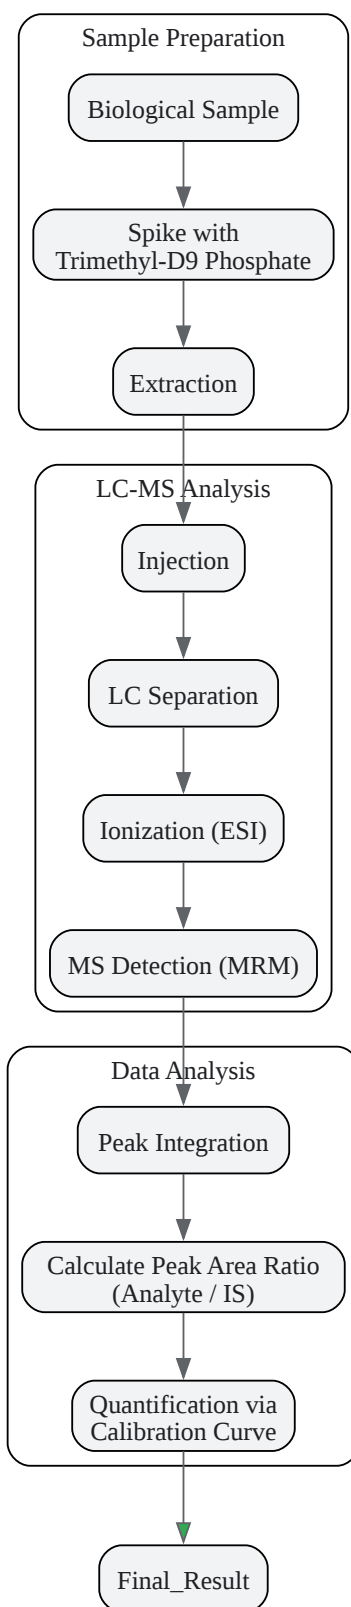 Sample Preparation
Biological Sample
Spike with
Trimethyl-D9 Phosphate
Extraction
LC-MS Analysis
Injection
LC Separation
Ionization (ESI)
MS Detection (MRM)
Data Analysis
Peak Integration
Calculate Peak Area Ratio
(Analyte / IS)
Quantification via
Calibration Curve
Final_Result